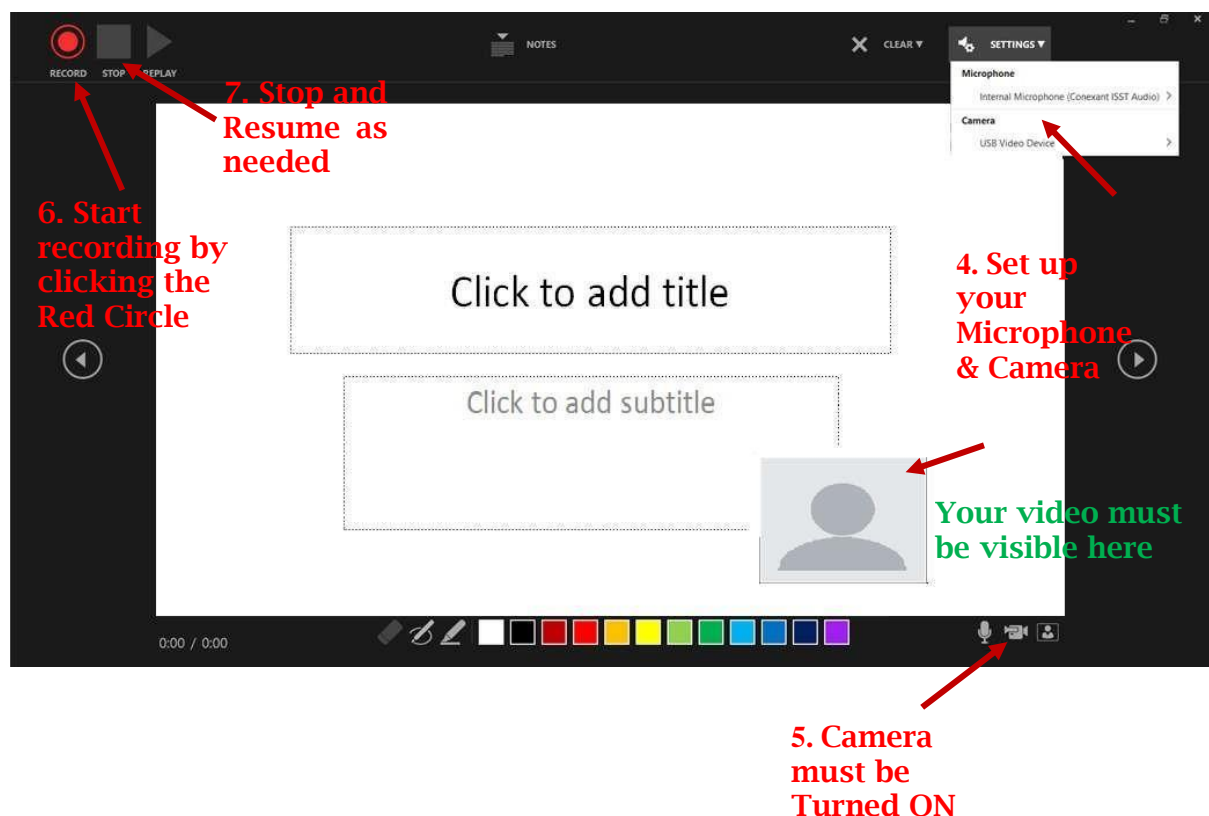 NOTES
CLEAR ▼
SETTINGS ▼
RECORD STOP REPLAY
Microphone
Internal Microphone (Conexant ISST Audio)
Camera
USB Video Device
7. Stop and
Resume as
needed
6. Start
recording by
clicking the
Red Circle
Click to add title
4. Set up
your
Microphone
& Camera
Click to add subtitle
Your video must
be visible here
0:00 / 0:00
5. Camera
must be
Turned ON